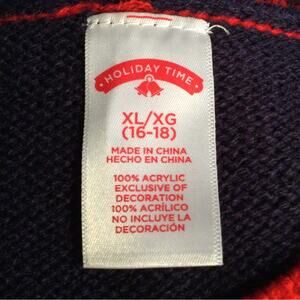 HOLIDAY TIME
XL/XG
(16-18)
MADE IN CHINA
HECHO EN CHINA
100% ACRYLIC
EXCLUSIVE OF
DECORATION
100% ACRÍLICO
NO INCLUYE LA
DECORACIÓN